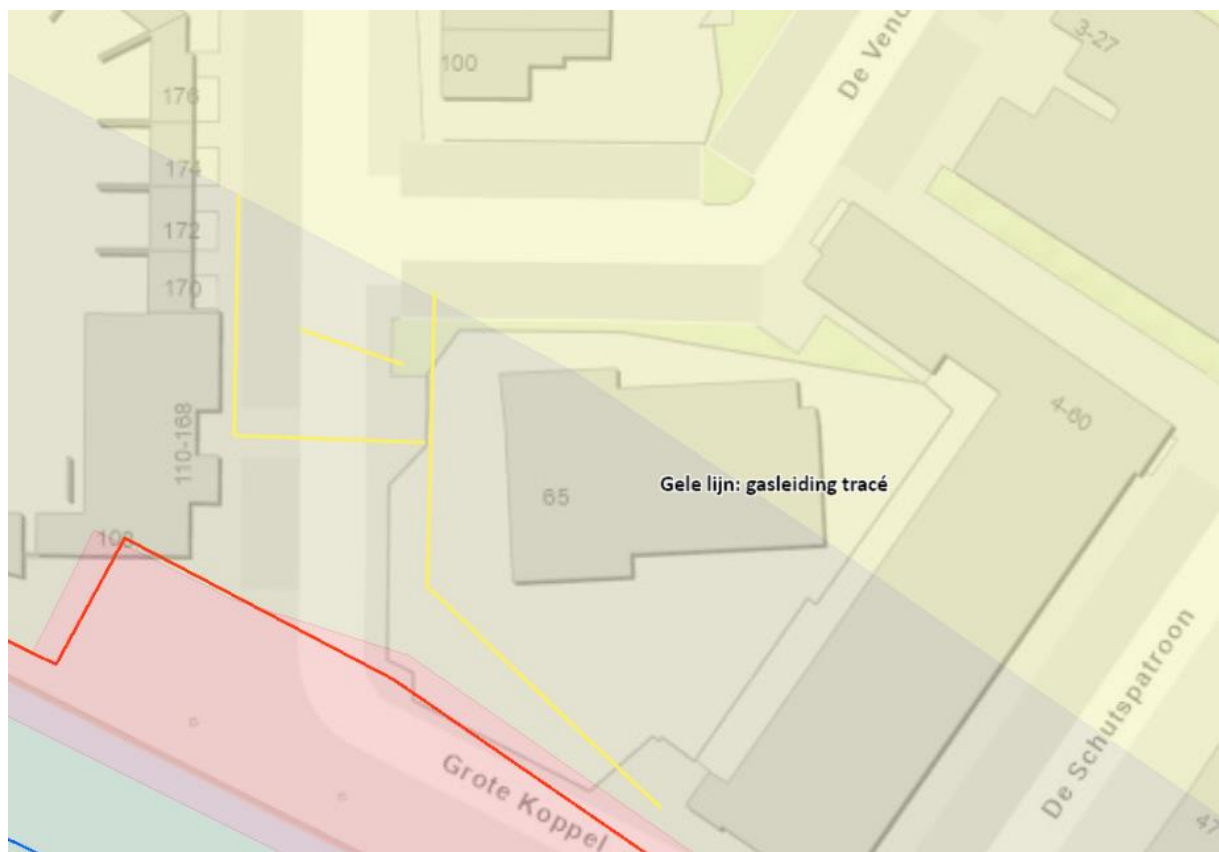 100
3-27
De Vend
176
174
172
170
4-60
110-168
65
Gele lijn: gasleiding tracé
108
De Schutspatroon
Grote Koppel
47